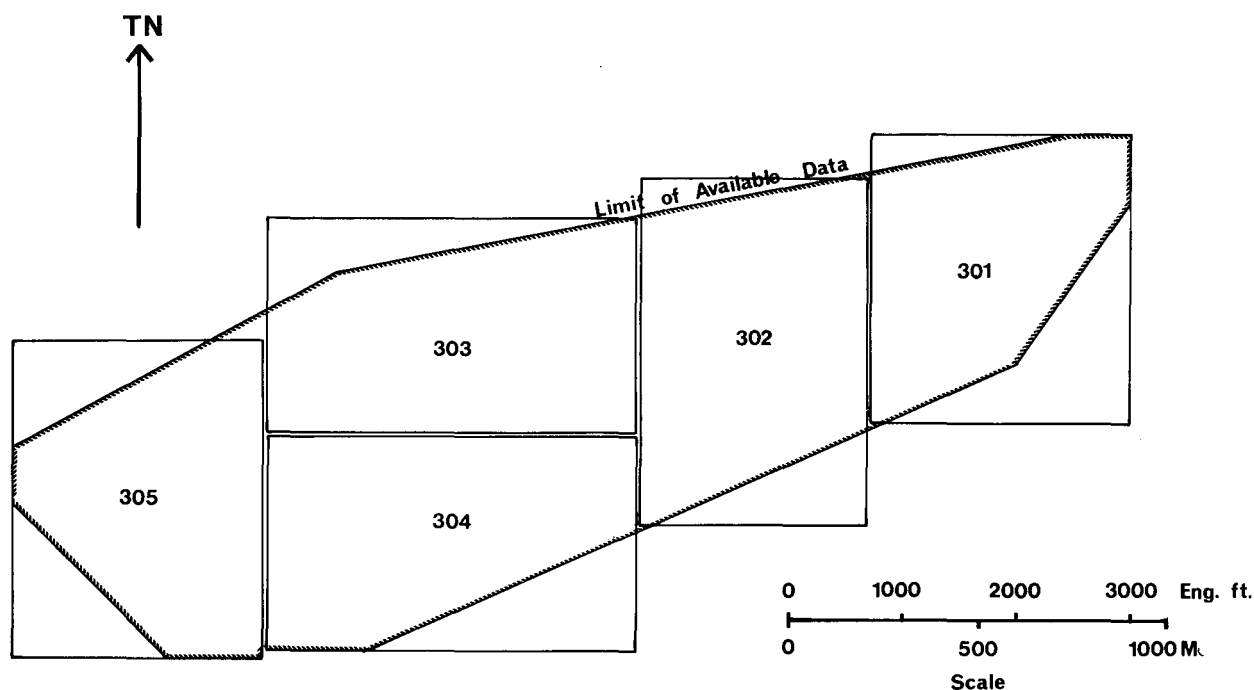 TN
Limit of Available Data
301
302
303
305
304
0 1000 2000 3000 Eng. ft.
0 500 1000 M.
Scale